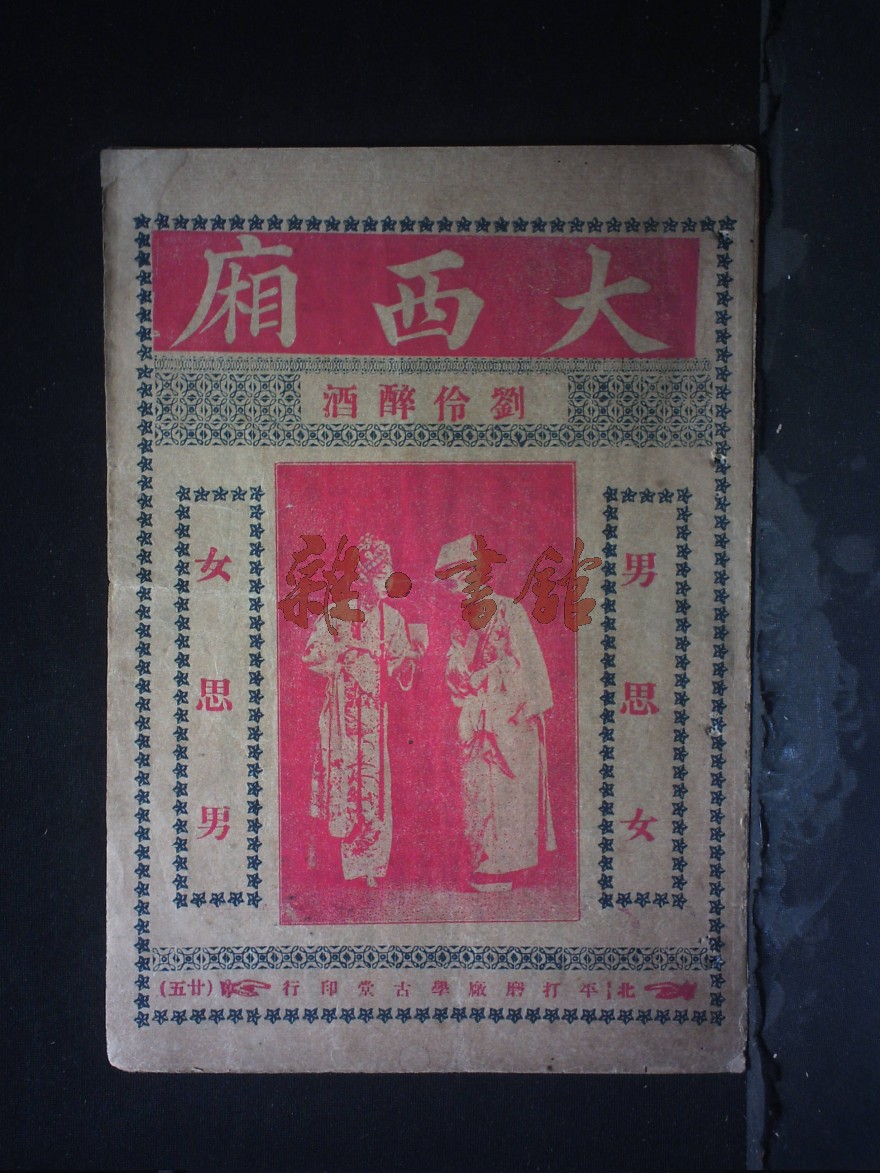 大西廂
劉伶醉酒
男思女
女思男
雜·書館
北平打磨廠學古堂印行
(廿五)